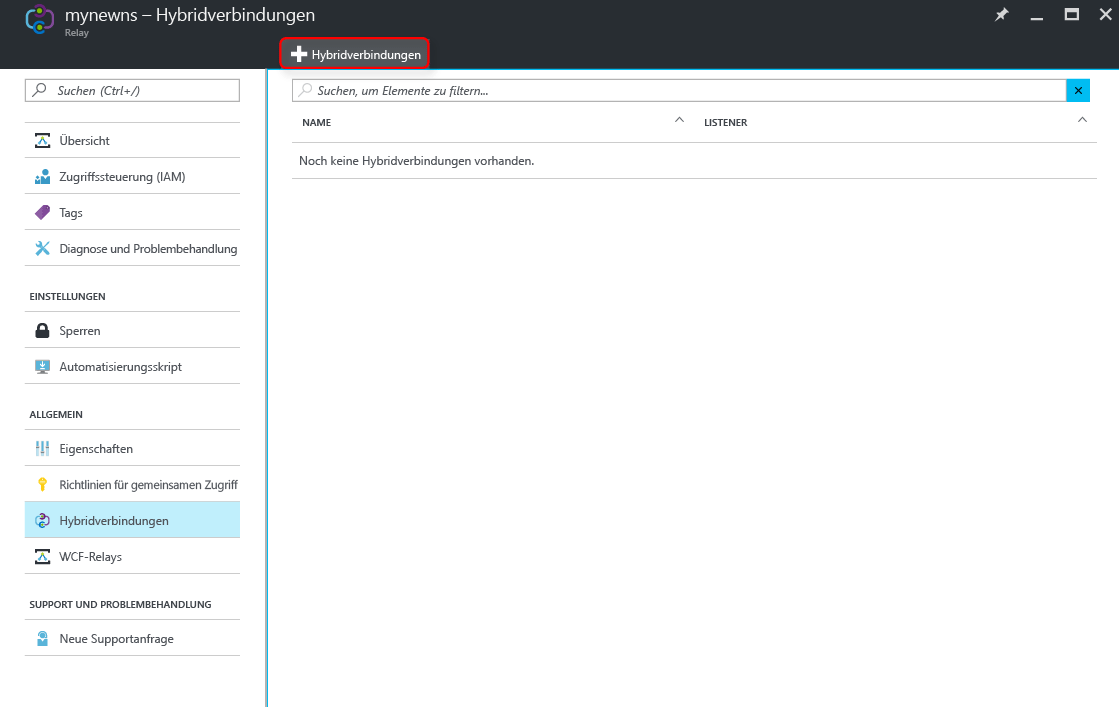 mynewns – Hybridverbindungen
Relay
Hybridverbindungen
Suchen (Ctrl+/)
Übersicht
Zugriffssteuerung (IAM)
Tags
Diagnose und Problembehandlung
EINSTELLUNGEN
Sperren
Automatisierungsskript
ALLGEMEIN
Eigenschaften
Richtlinien für gemeinsamen Zugriff
Hybridverbindungen
WCF-Relays
SUPPORT UND PROBLEMBEHANDLUNG
Neue Supportanfrage
Suchen, um Elemente zu filtern...
NAME LISTENER
Noch keine Hybridverbindungen vorhanden.